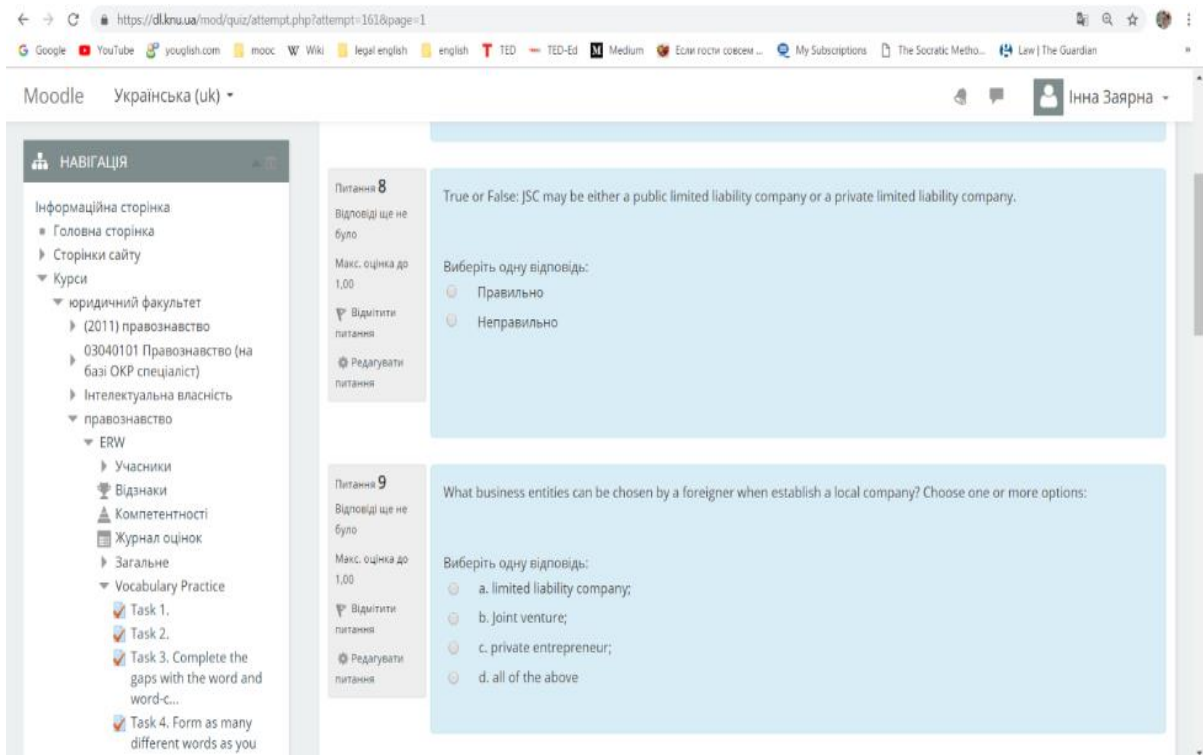 https://dl.knu.ua/mod/quiz/attempt.php?attempt=161&page=1
Google YouTube youglish.com mooc W Wiki legal english english TED TED-Ed Medium Если гости совсем ... My Subscriptions The Socratic Metho... Law | The Guardian
Moodle Українська (uk) Інна Заярна
НАВІГАЦІЯ
Інформаційна сторінка
Головна сторінка
Сторінки сайту
Курси
юридичний факультет
(2011) правознавство
03040101 Правознавство (на
базі ОКР спеціаліст)
Інтелектуальна власність
правознавство
ERW
Учасники
Відзнаки
Компетентності
Журнал оцінок
Загальне
Vocabulary Practice
Task 1.
Task 2.
Task 3. Complete the
gaps with the word and
word-c...
Task 4. Form as many
different words as you
Питання 8
Відповіді ще не
було
Макс. оцінка до
1,00
Відмітити
питання
Редагувати
питання
True or False: JSC may be either a public limited liability company or a private limited liability company.
Виберіть одну відповідь:
Правильно
Неправильно
Питання 9
Відповіді ще не
було
Макс. оцінка до
1,00
Відмітити
питання
Редагувати
питання
What business entities can be chosen by a foreigner when establish a local company? Choose one or more options:
Виберіть одну відповідь:
a. limited liability company;
b. Joint venture;
c. private entrepreneur;
d. all of the above